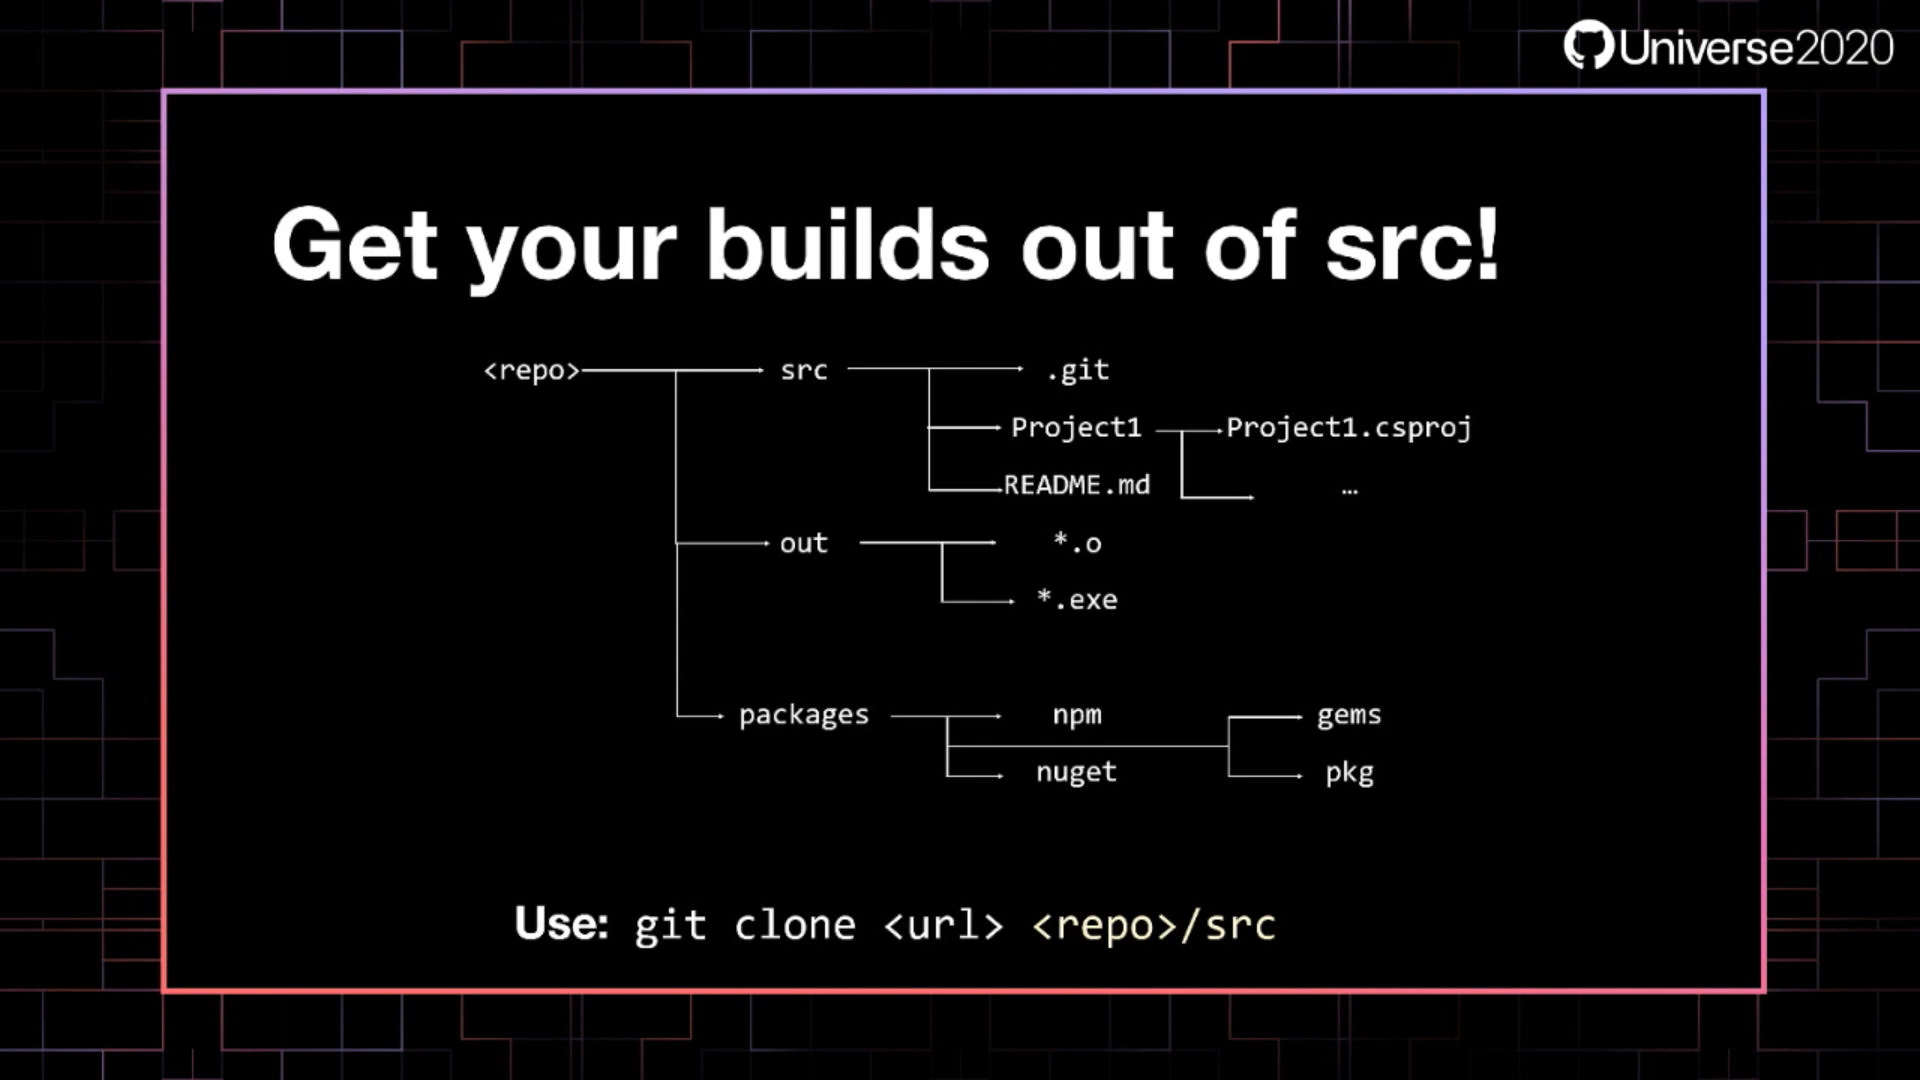 Universe2020
Get your builds out of src!
<repo> src .git
Project1 Project1.csproj
README.md …
out *.o
*.exe
packages npm gems
nuget pkg
Use: git clone <url> <repo>/src